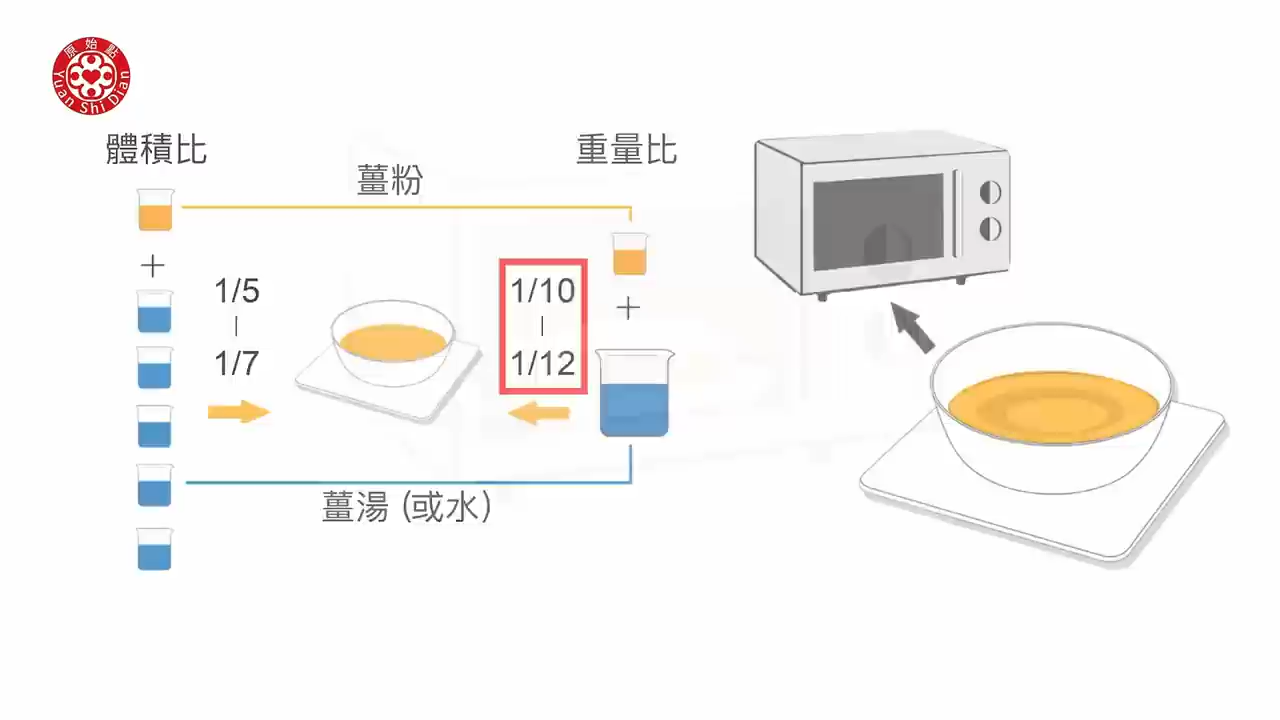 原始點
Yuan Shi Dian
體積比
重量比
薑粉
+
1/5
|
1/7
1/10
|
1/12
+
薑湯 (或水)